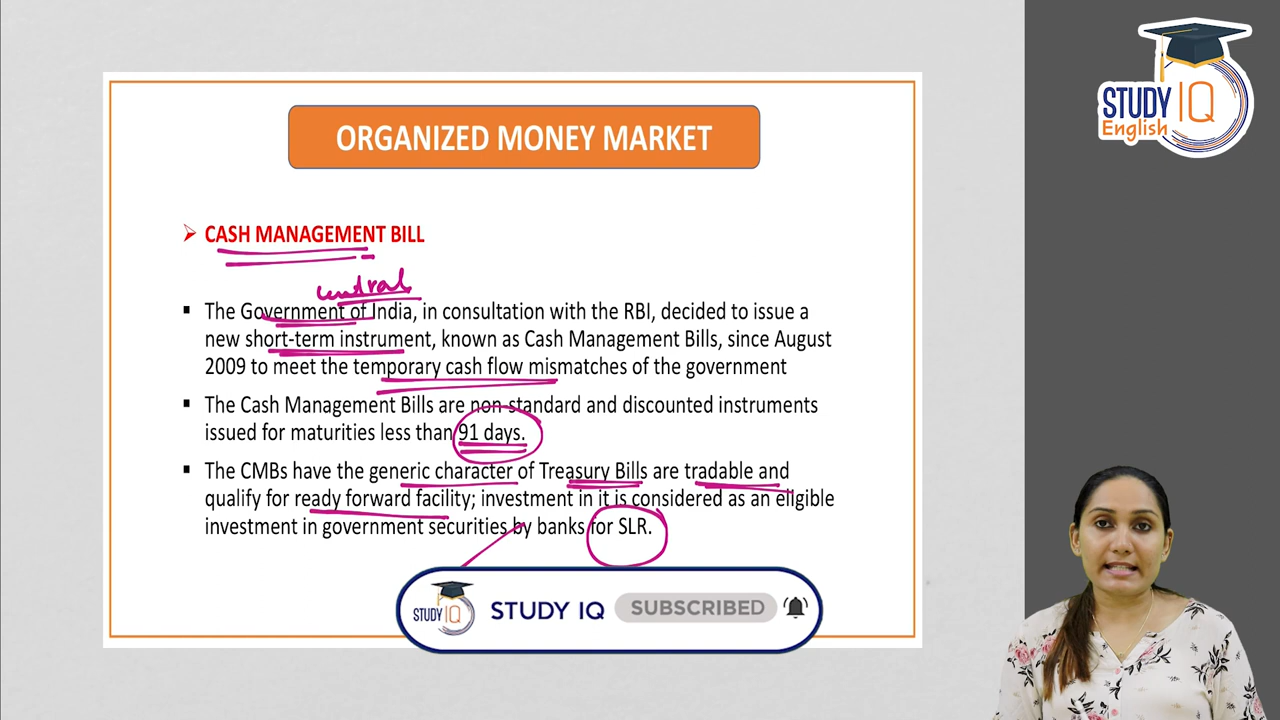 STUDY IQ
English
ORGANIZED MONEY MARKET
➢ CASH MANAGEMENT BILL
central
▪ The Government of India, in consultation with the RBI, decided to issue a
new short-term instrument, known as Cash Management Bills, since August
2009 to meet the temporary cash flow mismatches of the government
▪ The Cash Management Bills are non-standard and discounted instruments
issued for maturities less than 91 days.
▪ The CMBs have the generic character of Treasury Bills are tradable and
qualify for ready forward facility; investment in it is considered as an eligible
investment in government securities by banks for SLR.
STUDY IQ
STUDY IQ SUBSCRIBED